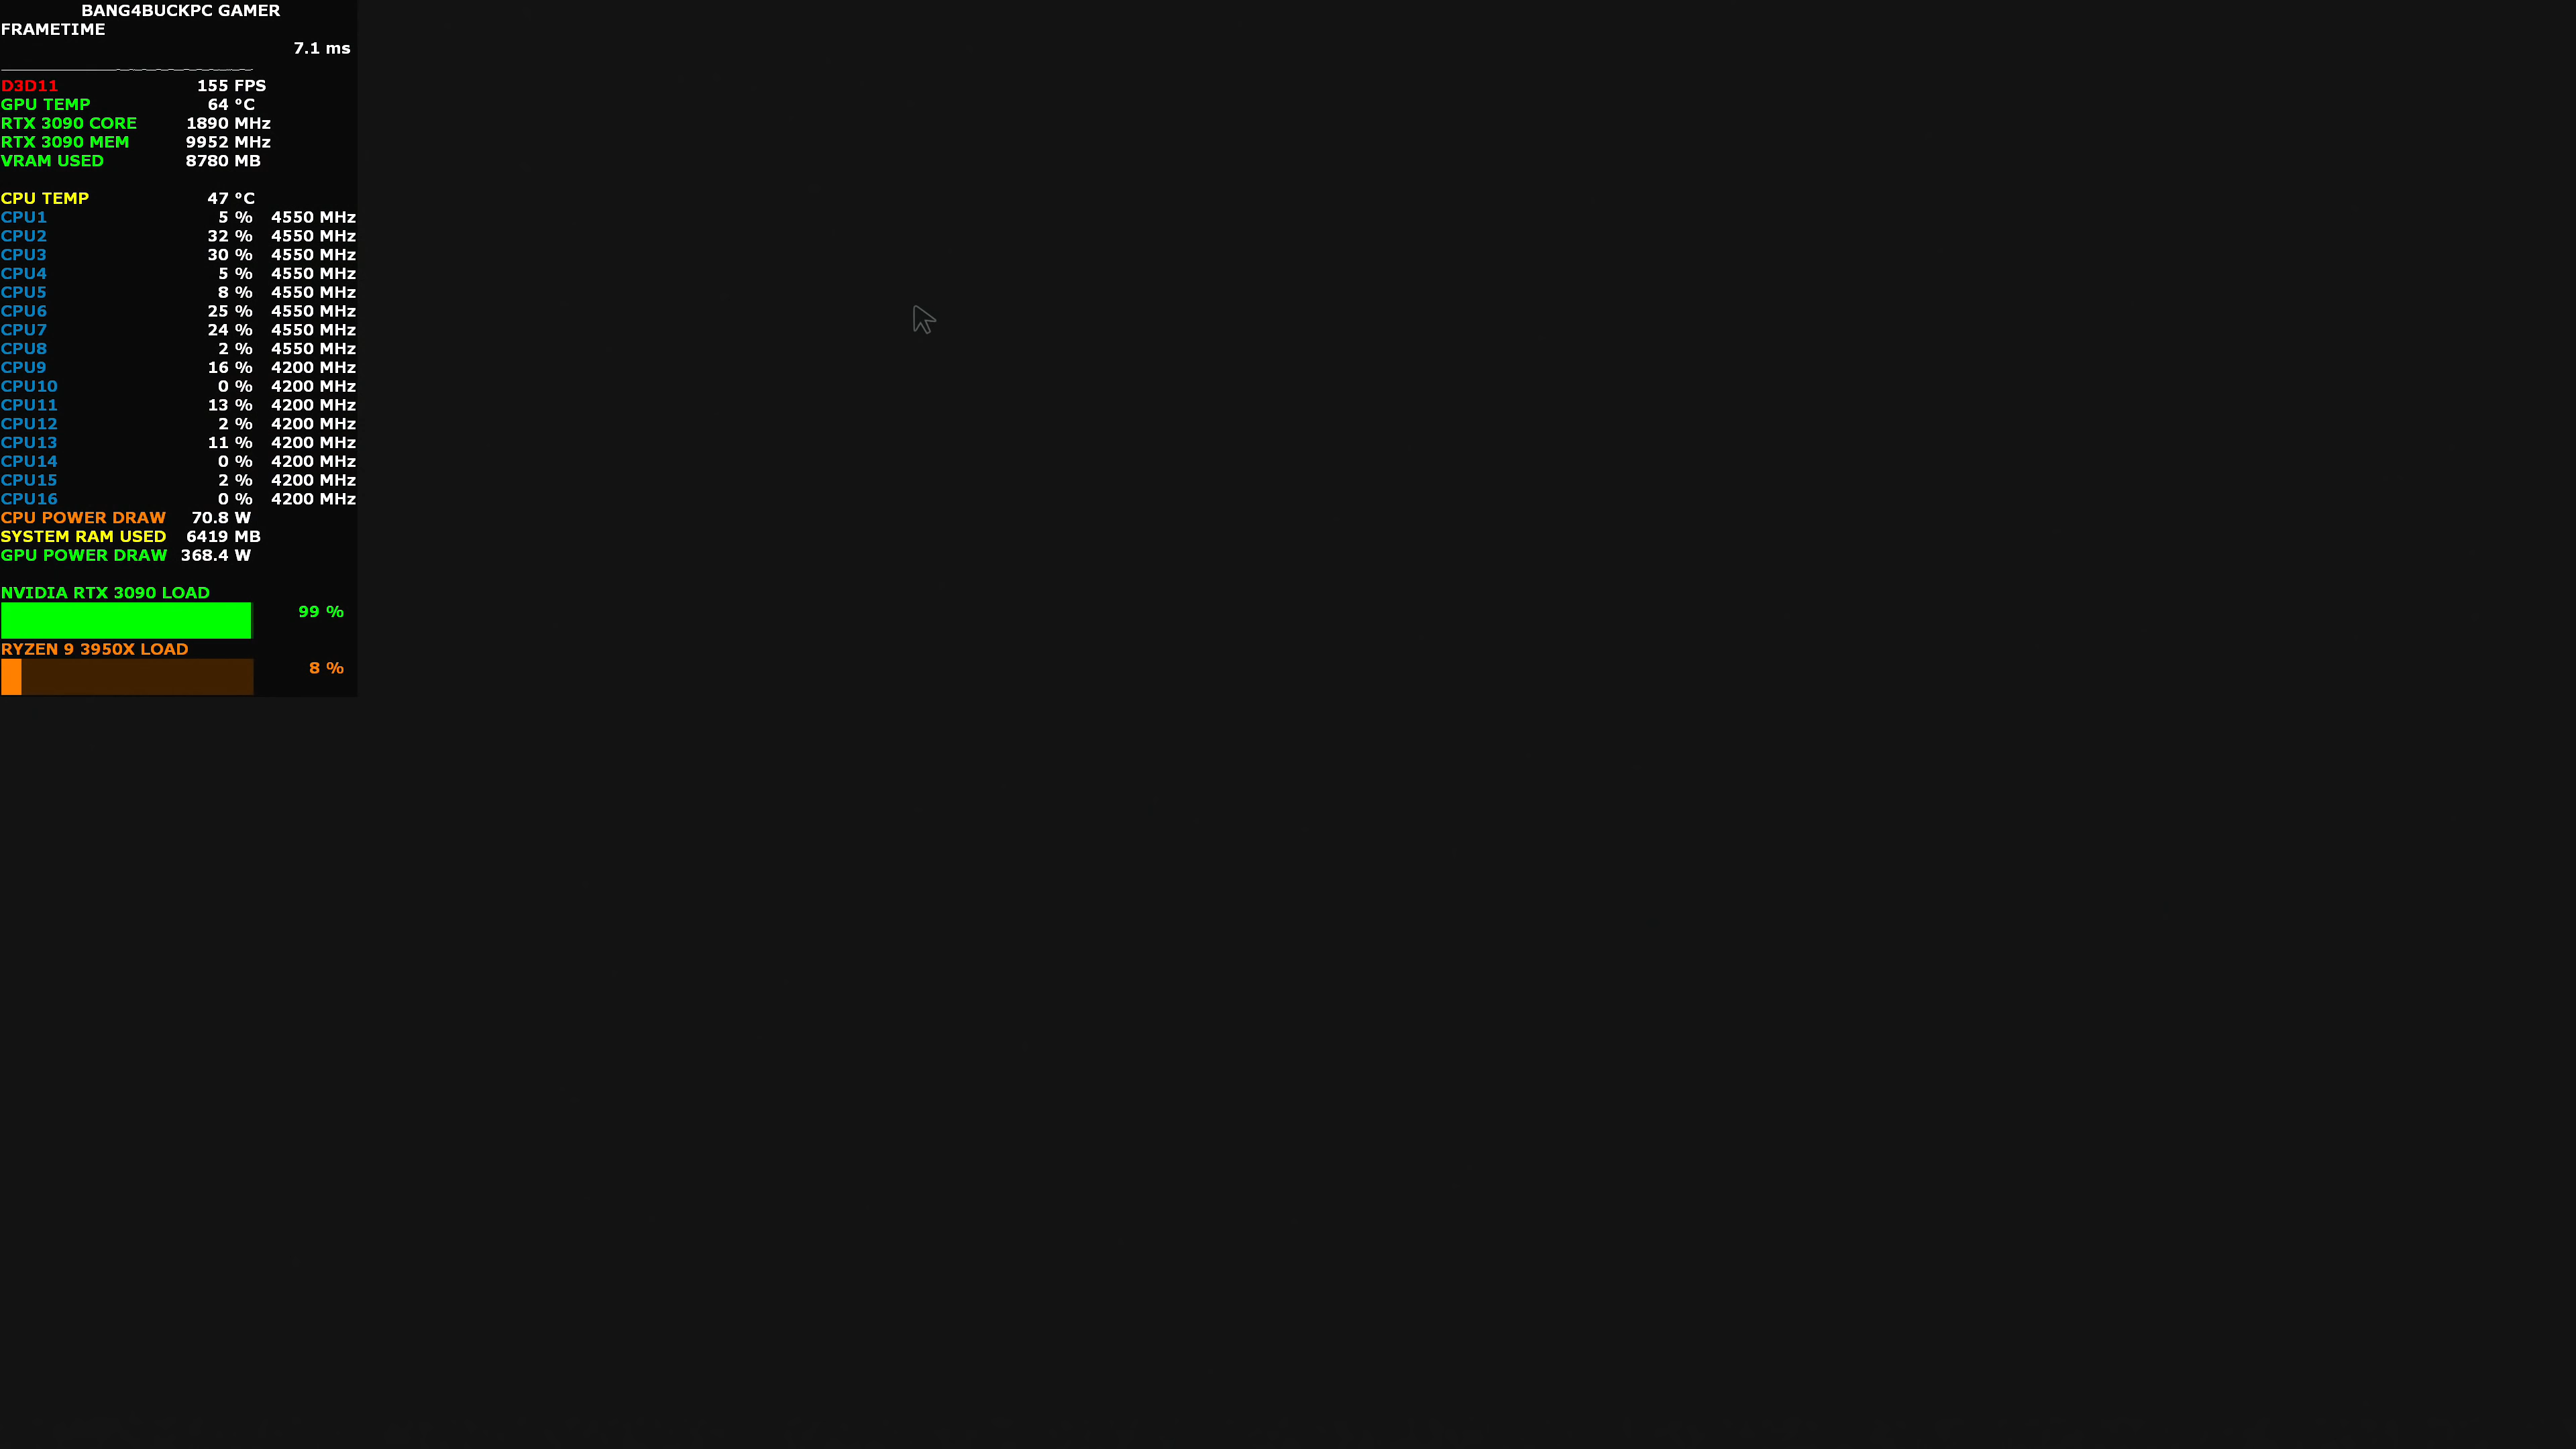 BANG4BUCKPC GAMER
FRAMETIME
7.1 ms
D3D11 155 FPS
GPU TEMP 64 °C
RTX 3090 CORE 1890 MHz
RTX 3090 MEM 9952 MHz
VRAM USED 8780 MB
CPU TEMP 47 °C
CPU1 5 % 4550 MHz
CPU2 32 % 4550 MHz
CPU3 30 % 4550 MHz
CPU4 5 % 4550 MHz
CPU5 8 % 4550 MHz
CPU6 25 % 4550 MHz
CPU7 24 % 4550 MHz
CPU8 2 % 4550 MHz
CPU9 16 % 4200 MHz
CPU10 0 % 4200 MHz
CPU11 13 % 4200 MHz
CPU12 2 % 4200 MHz
CPU13 11 % 4200 MHz
CPU14 0 % 4200 MHz
CPU15 2 % 4200 MHz
CPU16 0 % 4200 MHz
CPU POWER DRAW 70.8 W
SYSTEM RAM USED 6419 MB
GPU POWER DRAW 368.4 W
NVIDIA RTX 3090 LOAD
99 %
RYZEN 9 3950X LOAD
8 %